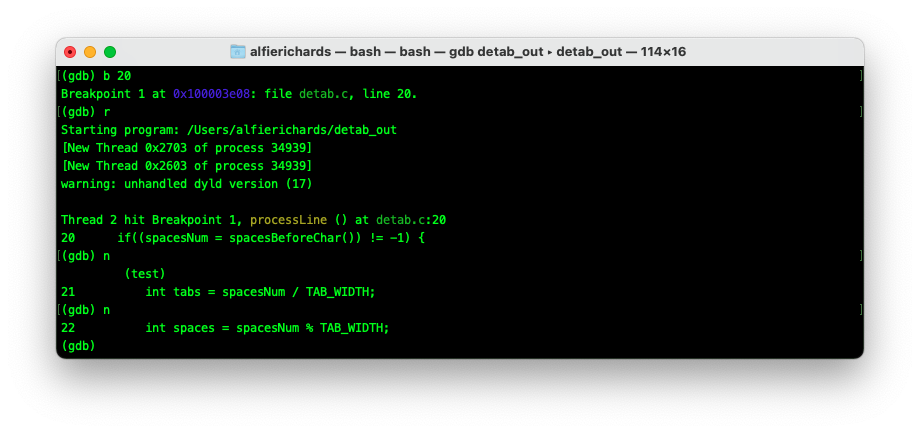 alfierichards — bash — bash — gdb detab_out ▸ detab_out — 114×16
[(gdb) b 20 ]
Breakpoint 1 at 0x100003e08: file detab.c, line 20.
[(gdb) r ]
Starting program: /Users/alfierichards/detab_out
[New Thread 0x2703 of process 34939]
[New Thread 0x2603 of process 34939]
warning: unhandled dyld version (17)
Thread 2 hit Breakpoint 1, processLine () at detab.c:20
20      if((spacesNum = spacesBeforeChar()) != -1) {
[(gdb) n ]
         (test)
21          int tabs = spacesNum / TAB_WIDTH;
[(gdb) n ]
22          int spaces = spacesNum % TAB_WIDTH;
(gdb)